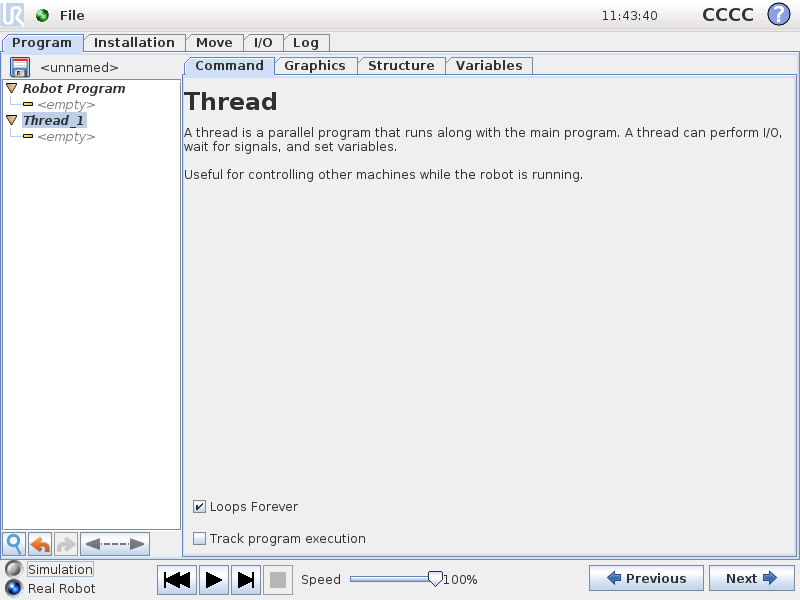 UR File 11:43:40 CCCC ?
Program Installation Move I/O Log
<unnamed>
Command Graphics Structure Variables
Robot Program
<empty>
Thread_1
<empty>
Thread
A thread is a parallel program that runs along with the main program. A thread can perform I/O,
wait for signals, and set variables.
Useful for controlling other machines while the robot is running.
Loops Forever
Track program execution
Simulation
Real Robot
Speed 100%
Previous Next